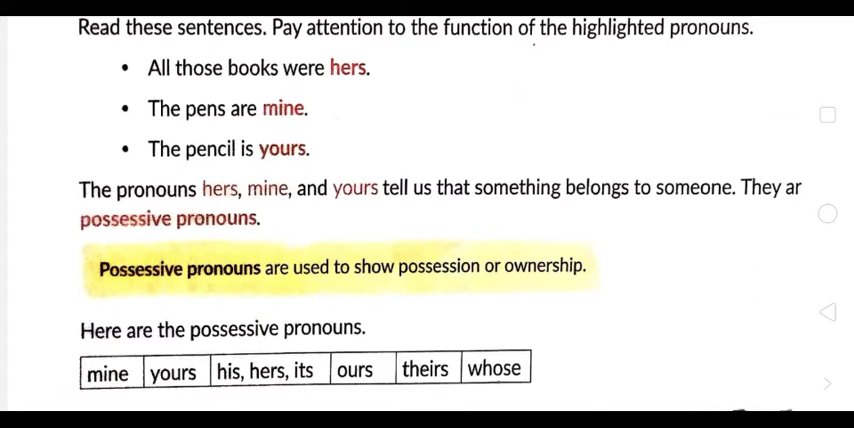 Read these sentences. Pay attention to the function of the highlighted pronouns.
• All those books were hers.
• The pens are mine.
• The pencil is yours.
The pronouns hers, mine, and yours tell us that something belongs to someone. They ar
possessive pronouns.
Possessive pronouns are used to show possession or ownership.
Here are the possessive pronouns.
mine yours his, hers, its ours theirs whose